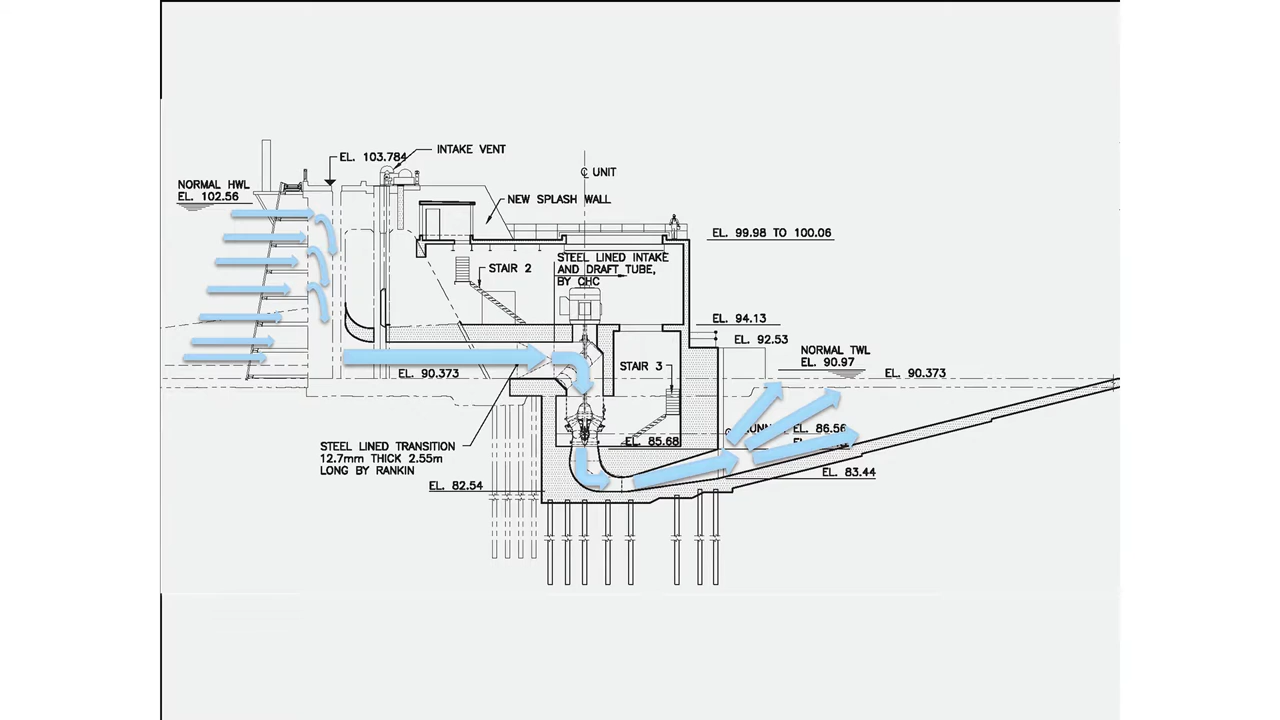 EL. 103.784
INTAKE VENT
NORMAL HWL
EL. 102.56
℄ UNIT
NEW SPLASH WALL
EL. 99.98 TO 100.06
STEEL LINED INTAKE
AND DRAFT TUBE,
BY CHC
STAIR 2
EL. 94.13
EL. 92.53
NORMAL TWL
EL. 90.97
STAIR 3
EL. 90.373
EL. 90.373
EL. 86.56
EL. 85.68
STEEL LINED TRANSITION
12.7mm THICK 2.55m
LONG BY RANKIN
EL. 83.44
EL. 82.54